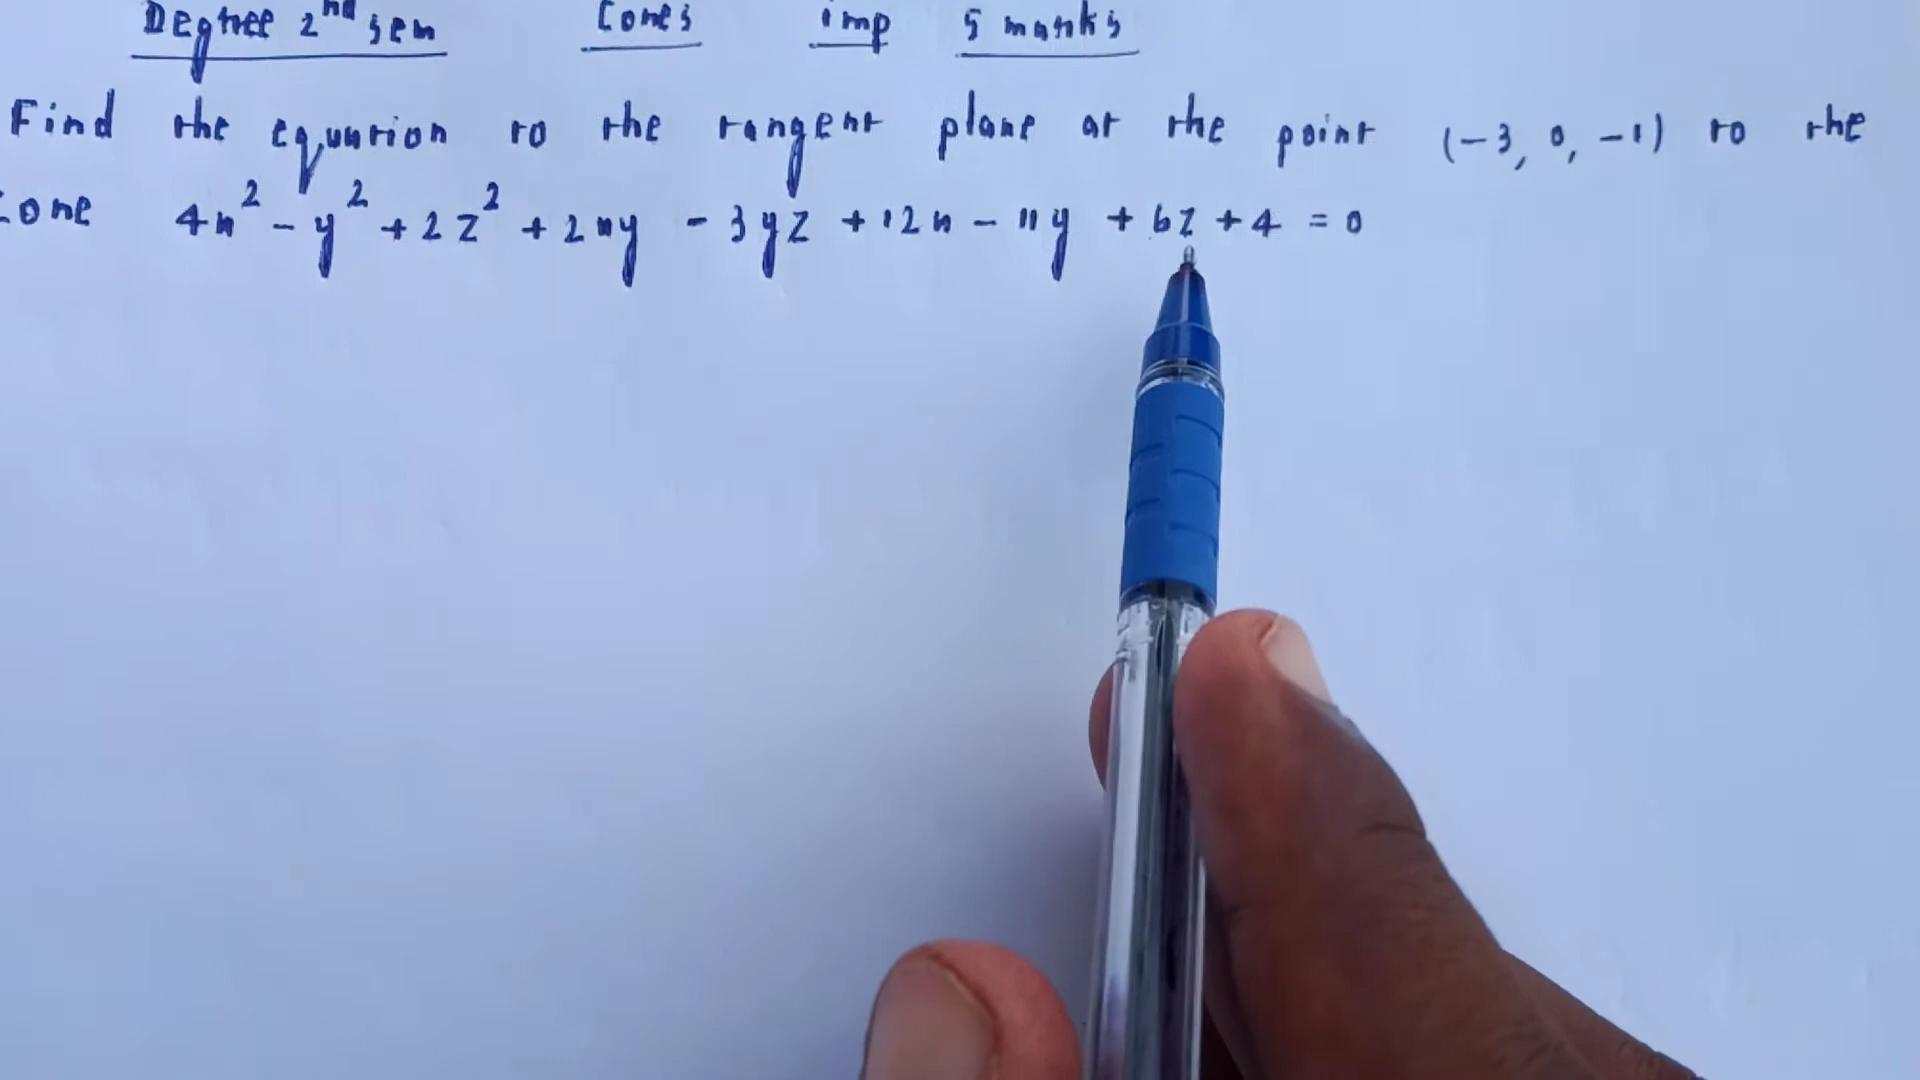 Degree 2nd sem Cones imp 5 marks
Find the equation to the tangent plane at the point (-3, 0, -1) to the
Cone 4x² - y² + 2z² + 2xy - 3yz + 12x - 11y + 6z + 4 = 0